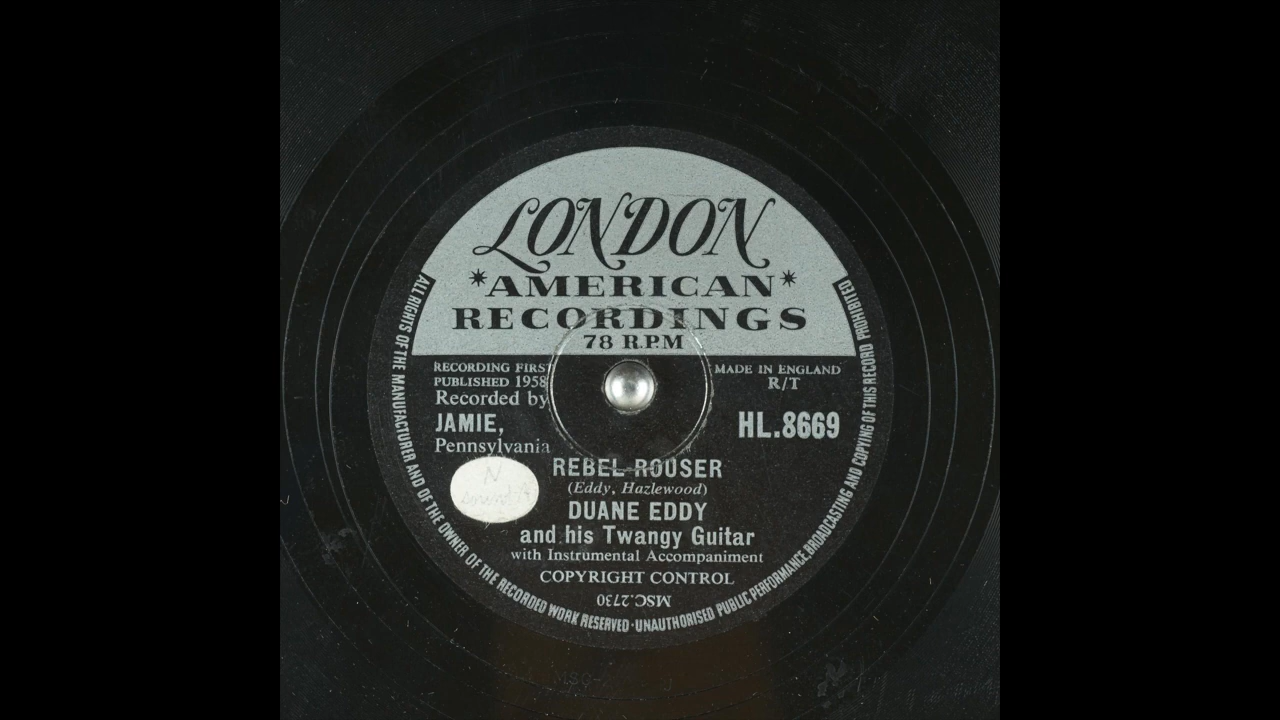 LONDON
*AMERICAN*
RECORDINGS
78 R.P.M
RECORDING FIRST
PUBLISHED 1958
Recorded by
JAMIE,
Pennsylvania
MADE IN ENGLAND
R/T
HL.8669
N
REBEL-ROUSER
(Eddy, Hazlewood)
DUANE EDDY
and his Twangy Guitar
with Instrumental Accompaniment
COPYRIGHT CONTROL
MSC.2730
ALL RIGHTS OF THE MANUFACTURER AND OF THE OWNER OF THE RECORDED WORK RESERVED·UNAUTHORISED PUBLIC PERFORMANCE, BROADCASTING AND COPYING OF THIS RECORD PROHIBITED